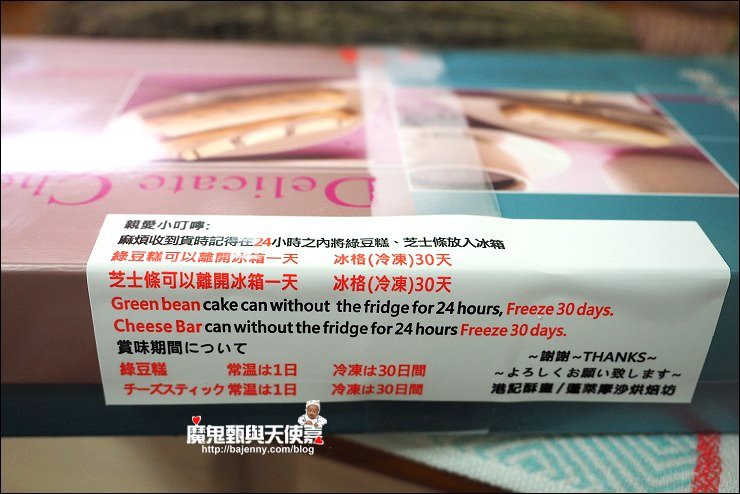 Delicate Che
親愛小叮嚀:
麻煩收到貨時記得在24小時之內將綠豆糕、芝士條放入冰箱
綠豆糕可以離開冰箱一天 冰格(冷凍)30天
芝士條可以離開冰箱一天 冰格(冷凍)30天
Green bean cake can without the fridge for 24 hours, Freeze 30 days.
Cheese Bar can without the fridge for 24 hours Freeze 30 days.
賞味期間について
綠豆糕 常温は1日 冷凍は30日間
チーズスティック 常温は1日 冷凍は30日間
~謝謝~THANKS~
~よろしくお願い致します~
港記酥皇/蓬萊摩沙烘焙坊
魔鬼甄與天使嘉
http://bajenny.com/blog